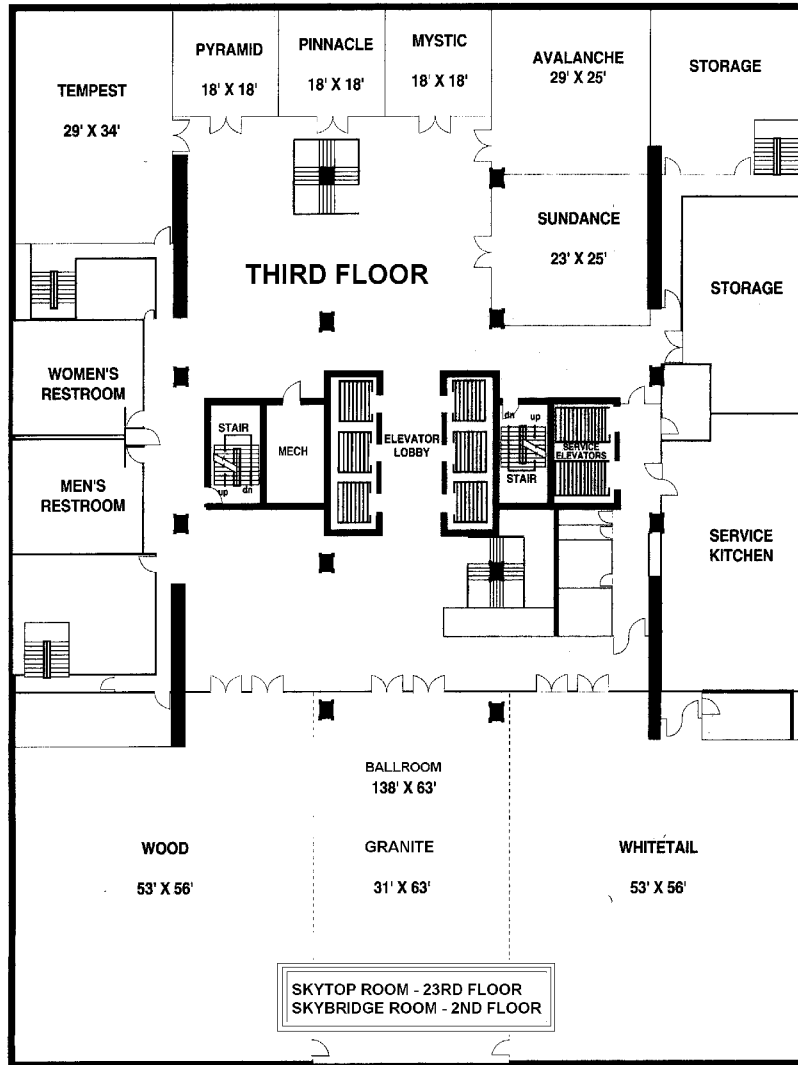 PYRAMID
18' X 18'
PINNACLE
18' X 18'
MYSTIC
18' X 18'
AVALANCHE
29' X 25'
STORAGE
TEMPEST
29' X 34'
SUNDANCE
23' X 25'
THIRD FLOOR
STORAGE
WOMEN'S
RESTROOM
STAIR
up
dn
MECH
ELEVATOR
LOBBY
dn
up
STAIR
SERVICE
ELEVATORS
MEN'S
RESTROOM
SERVICE
KITCHEN
BALLROOM
138' X 63'
WOOD
53' X 56'
GRANITE
31' X 63'
WHITETAIL
53' X 56'
SKYTOP ROOM - 23RD FLOOR
SKYBRIDGE ROOM - 2ND FLOOR